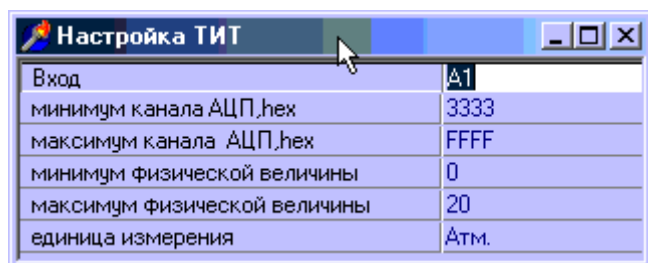 Настройка ТИТ
Вход A1
минимум канала АЦП,hex 3333
максимум канала АЦП,hex FFFF
минимум физической величины 0
максимум физической величины 20
единица измерения Атм.